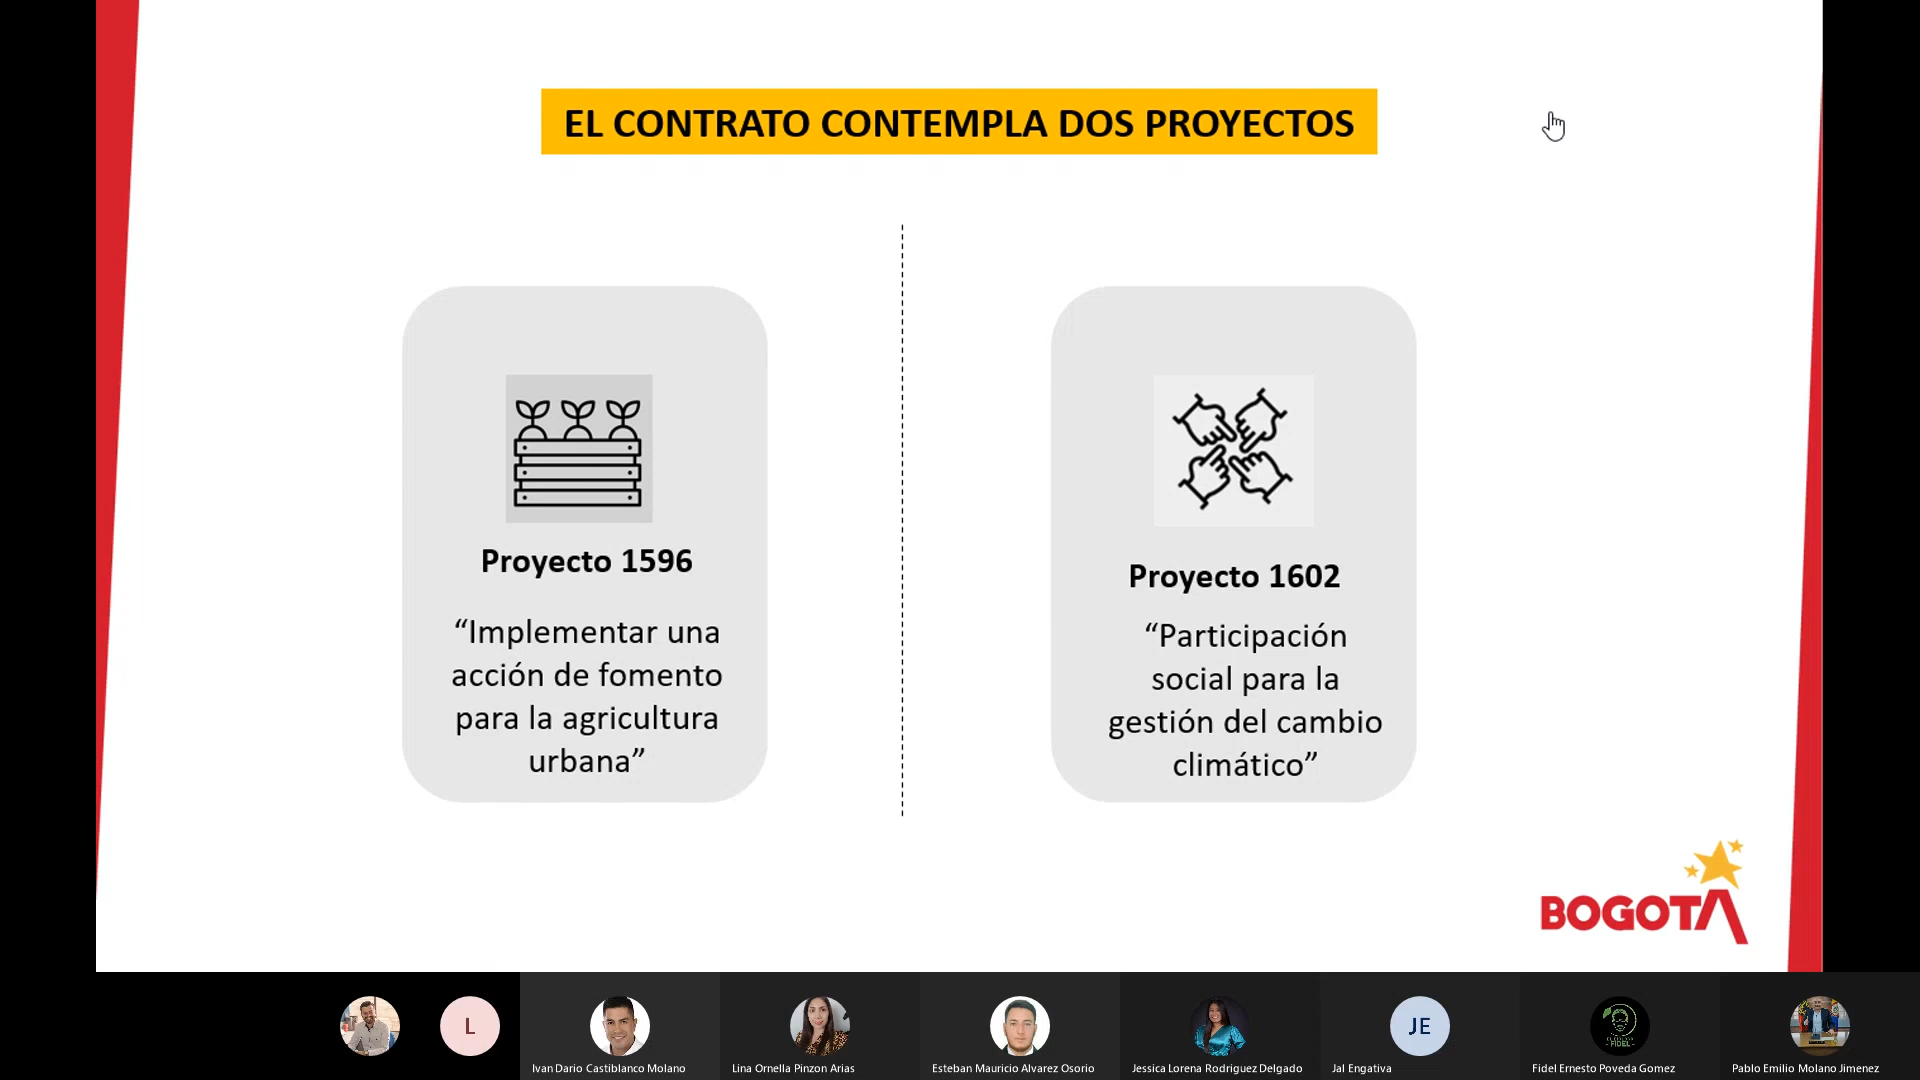 EL CONTRATO CONTEMPLA DOS PROYECTOS
Proyecto 1596
“Implementar una
acción de fomento
para la agricultura
urbana”
Proyecto 1602
“Participación
social para la
gestión del cambio
climático”
BOGOTA
L
JE
FIDEL
Ivan Dario Castiblanco Molano
Lina Ornella Pinzon Arias
Esteban Mauricio Alvarez Osorio
Jessica Lorena Rodriguez Delgado
Jal Engativa
Fidel Ernesto Poveda Gomez
Pablo Emilio Molano Jimenez